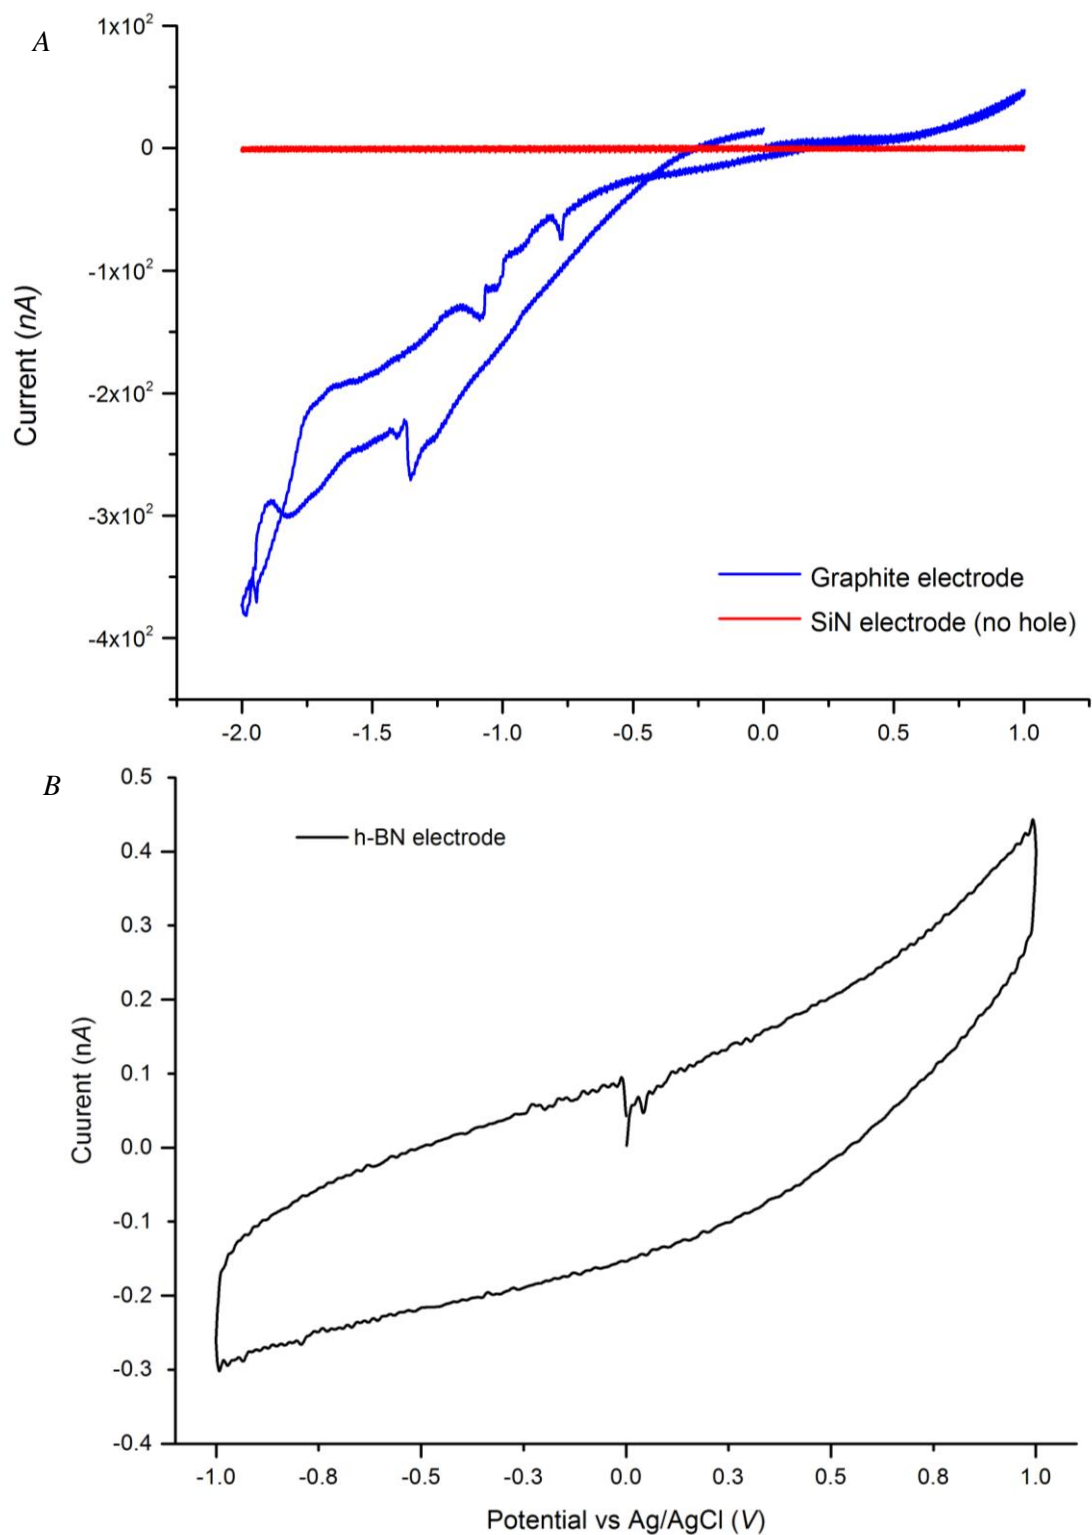 A
1x10²
0
-1x10²
-2x10²
-3x10²
-4x10²
Current (nA)
Graphite electrode
SiN electrode (no hole)
-2.0 -1.5 -1.0 -0.5 0.0 0.5 1.0
B
0.5
0.4
0.3
0.2
0.1
0.0
-0.1
-0.2
-0.3
-0.4
Cuurent (nA)
h-BN electrode
-1.0 -0.8 -0.5 -0.3 0.0 0.3 0.5 0.8 1.0
Potential vs Ag/AgCl (V)